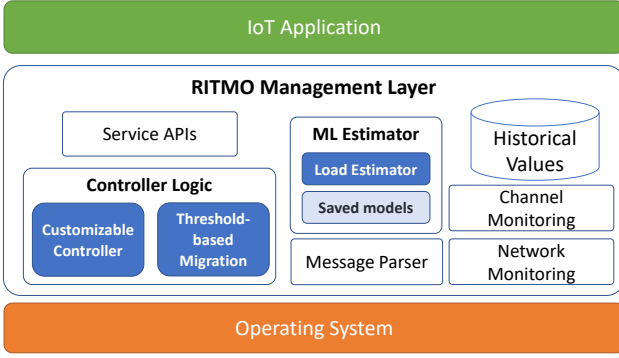 IoT Application
RITMO Management Layer
Service APIs
Controller Logic
Customizable
Controller
Threshold-
based
Migration
ML Estimator
Load Estimator
Saved models
Message Parser
Historical
Values
Channel
Monitoring
Network
Monitoring
Operating System